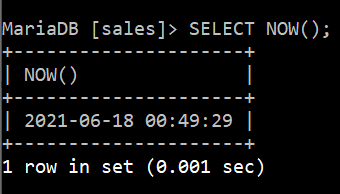 MariaDB [sales]> SELECT NOW();
+---------------------+
| NOW()               |
+---------------------+
| 2021-06-18 00:49:29 |
+---------------------+
1 row in set (0.001 sec)